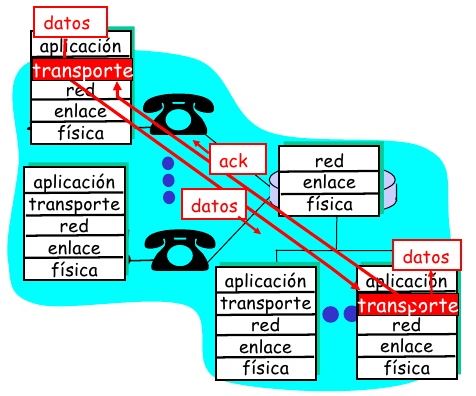 datos
aplicación
transporte
red
enlace
física
ack
red
enlace
física
aplicación
transporte
red
enlace
física
datos
datos
aplicación
transporte
red
enlace
física
aplicación
transporte
red
enlace
física